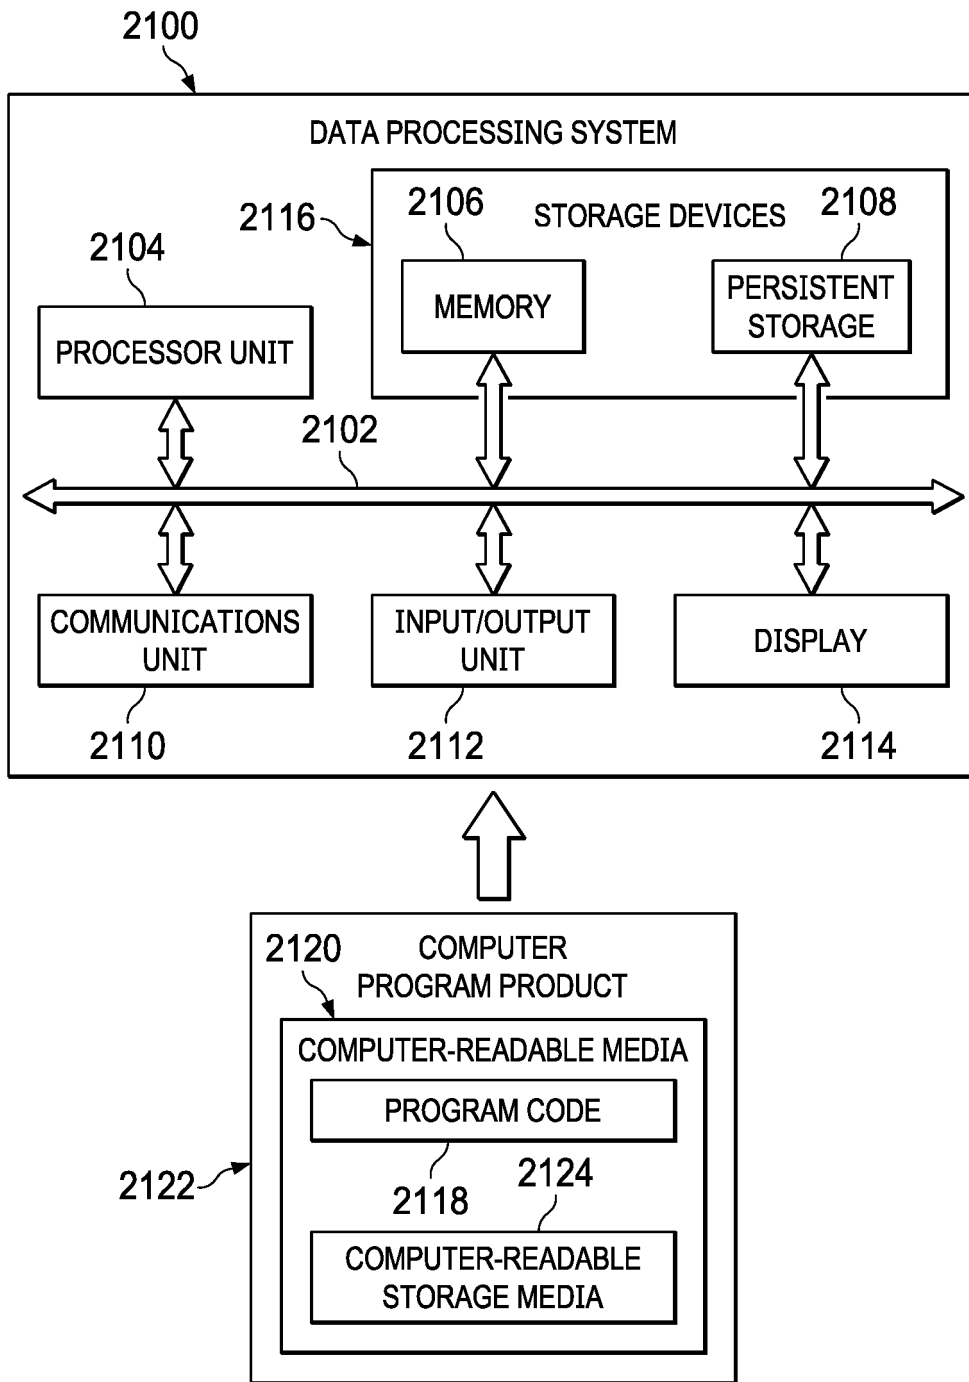 2100
DATA PROCESSING SYSTEM
2116
2106
STORAGE DEVICES
2108
2104
MEMORY
PERSISTENT
STORAGE
PROCESSOR UNIT
2102
COMMUNICATIONS
UNIT
INPUT/OUTPUT
UNIT
DISPLAY
2110
2112
2114
2120
COMPUTER
PROGRAM PRODUCT
COMPUTER-READABLE MEDIA
PROGRAM CODE
2122
2118
2124
COMPUTER-READABLE
STORAGE MEDIA